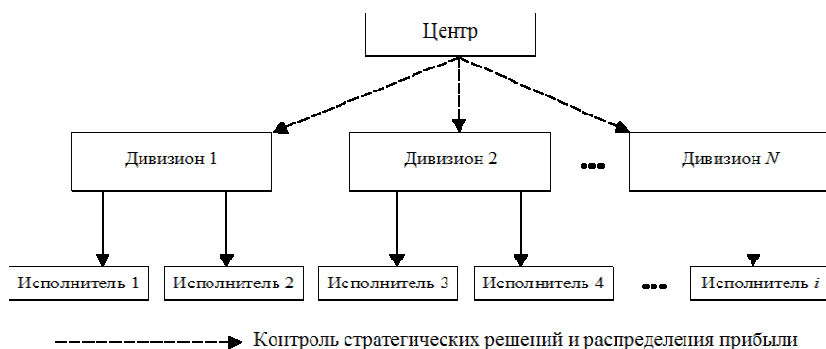 Центр
Дивизион 1
Дивизион 2
...
Дивизион N
Исполнитель 1
Исполнитель 2
Исполнитель 3
Исполнитель 4
...
Исполнитель i
Контроль стратегических решений и распределения прибыли